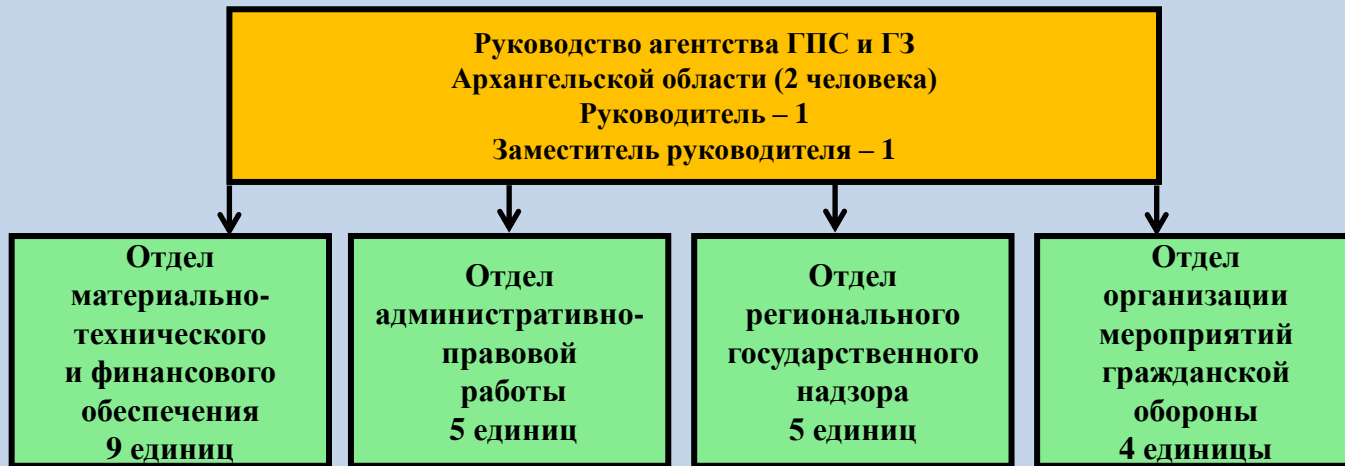 Руководство агентства ГПС и ГЗ
Архангельской области (2 человека)
Руководитель – 1
Заместитель руководителя – 1
Отдел
материально-
технического
и финансового
обеспечения
9 единиц
Отдел
административно-
правовой
работы
5 единиц
Отдел
регионального
государственного
надзора
5 единиц
Отдел
организации
мероприятий
гражданской
обороны
4 единицы